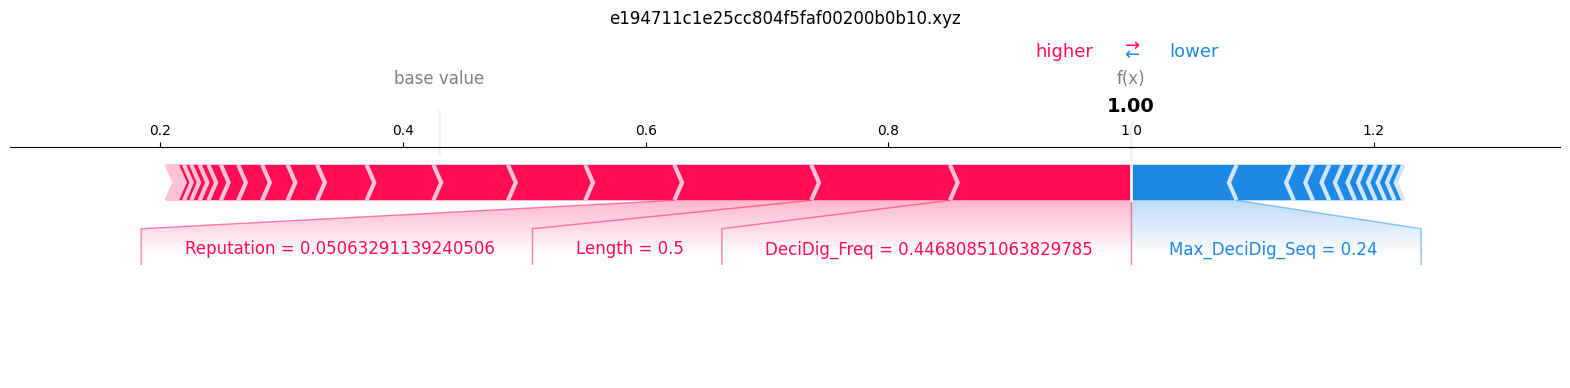 e194711c1e25cc804f5faf00200b0b10.xyz
higher ⇄ lower
base value f(x)
1.00
0.2 0.4 0.6 0.8 1.0 1.2
Reputation = 0.05063291139240506 Length = 0.5 DeciDig_Freq = 0.44680851063829785 Max_DeciDig_Seq = 0.24